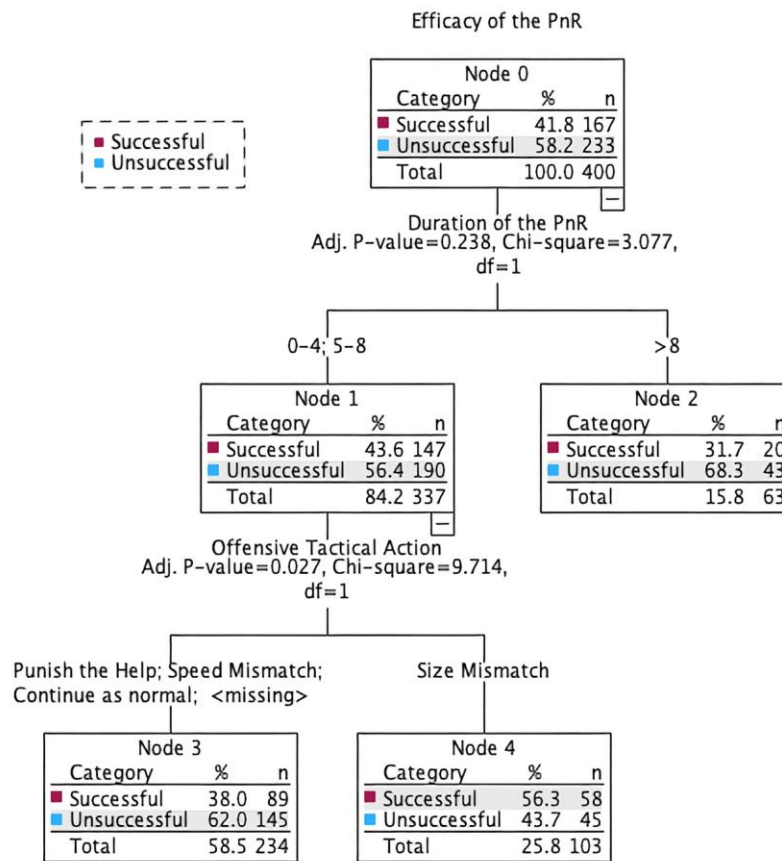 Efficacy of the PnR
Node 0
Category % n
Successful 41.8 167
Unsuccessful 58.2 233
Total 100.0 400
Successful
Unsuccessful
Duration of the PnR
Adj. P-value=0.238, Chi-square=3.077,
df=1
0-4; 5-8
>8
Node 1
Category % n
Successful 43.6 147
Unsuccessful 56.4 190
Total 84.2 337
Node 2
Category % n
Successful 31.7 20
Unsuccessful 68.3 43
Total 15.8 63
Offensive Tactical Action
Adj. P-value=0.027, Chi-square=9.714,
df=1
Punish the Help; Speed Mismatch;
Continue as normal; <missing>
Size Mismatch
Node 3
Category % n
Successful 38.0 89
Unsuccessful 62.0 145
Total 58.5 234
Node 4
Category % n
Successful 56.3 58
Unsuccessful 43.7 45
Total 25.8 103